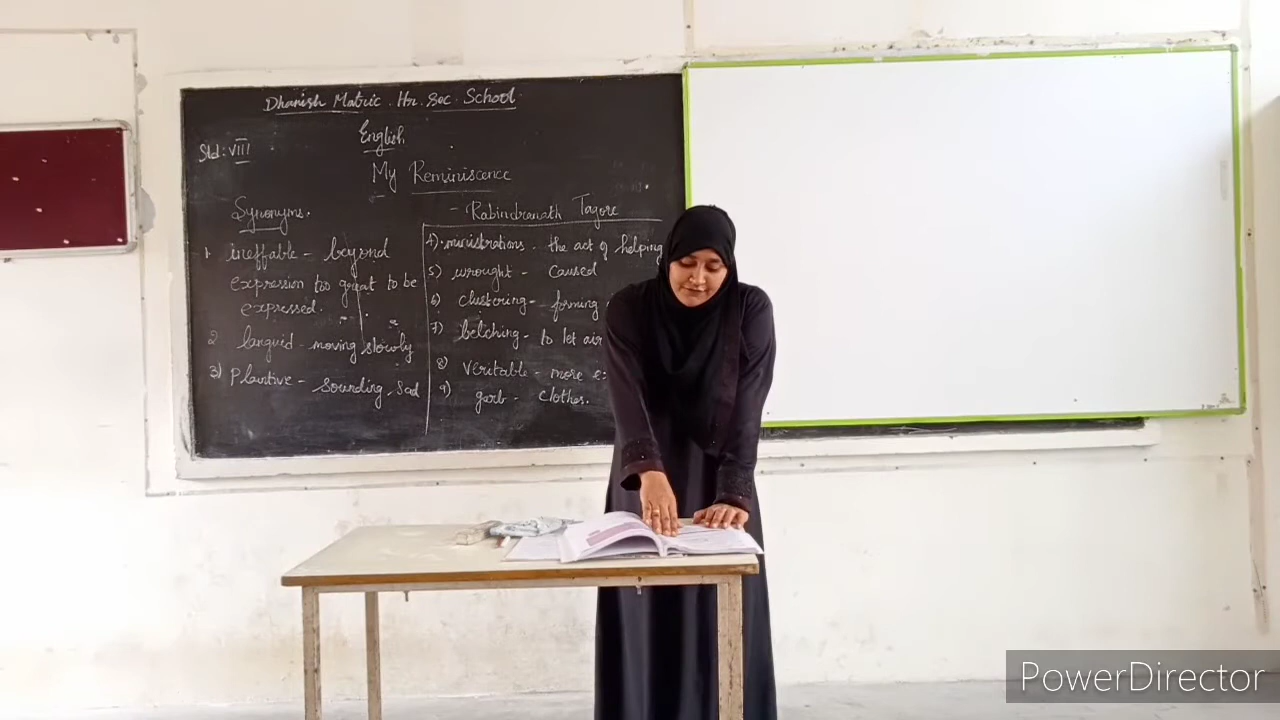 Dhanish Matric. Hr. Sec. School
English
Std: VIII
My Reminiscence
- Rabindranath Tagore
Synonyms.
1 ineffable - beyond
expression too great to be
expressed.
2 languid - moving slowly
3) Plaintive - sounding sad
4) ministrations - the act of helping
5) wrought - caused
6) clustering - forming
7) belching - to let air
8) veritable - more
9) garb - clothes.
PowerDirector